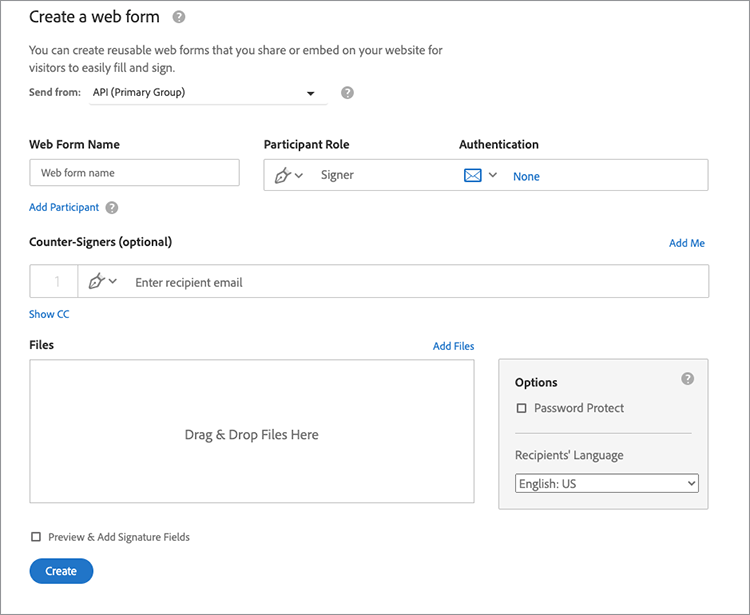 Create a web form ?
You can create reusable web forms that you share or embed on your website for
visitors to easily fill and sign.
Send from: API (Primary Group) ?
Web Form Name Participant Role Authentication
Web form name Signer None
Add Participant ?
Counter-Signers (optional) Add Me
1 Enter recipient email
Show CC
Files Add Files
Drag & Drop Files Here
Options ?
Password Protect
Recipients' Language
English: US
Preview & Add Signature Fields
Create